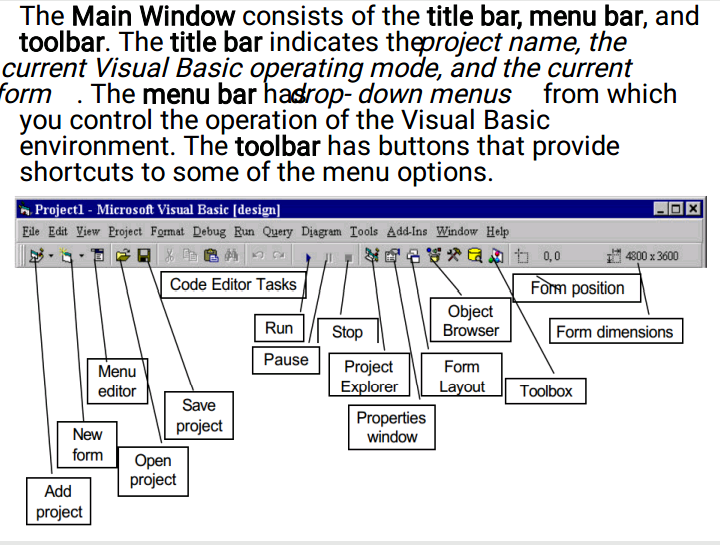 The Main Window consists of the title bar, menu bar, and
toolbar. The title bar indicates the project name, the
current Visual Basic operating mode, and the current
form . The menu bar has drop- down menus from which
you control the operation of the Visual Basic
environment. The toolbar has buttons that provide
shortcuts to some of the menu options.
Project1 - Microsoft Visual Basic [design]
File Edit View Project Format Debug Run Query Diagram Tools Add-Ins Window Help
0,0 4800 x 3600
Code Editor Tasks
Form position
Object
Browser
Run
Stop
Form dimensions
Pause
Menu
editor
Project
Explorer
Form
Layout
Toolbox
Save
project
Properties
window
New
form
Open
project
Add
project